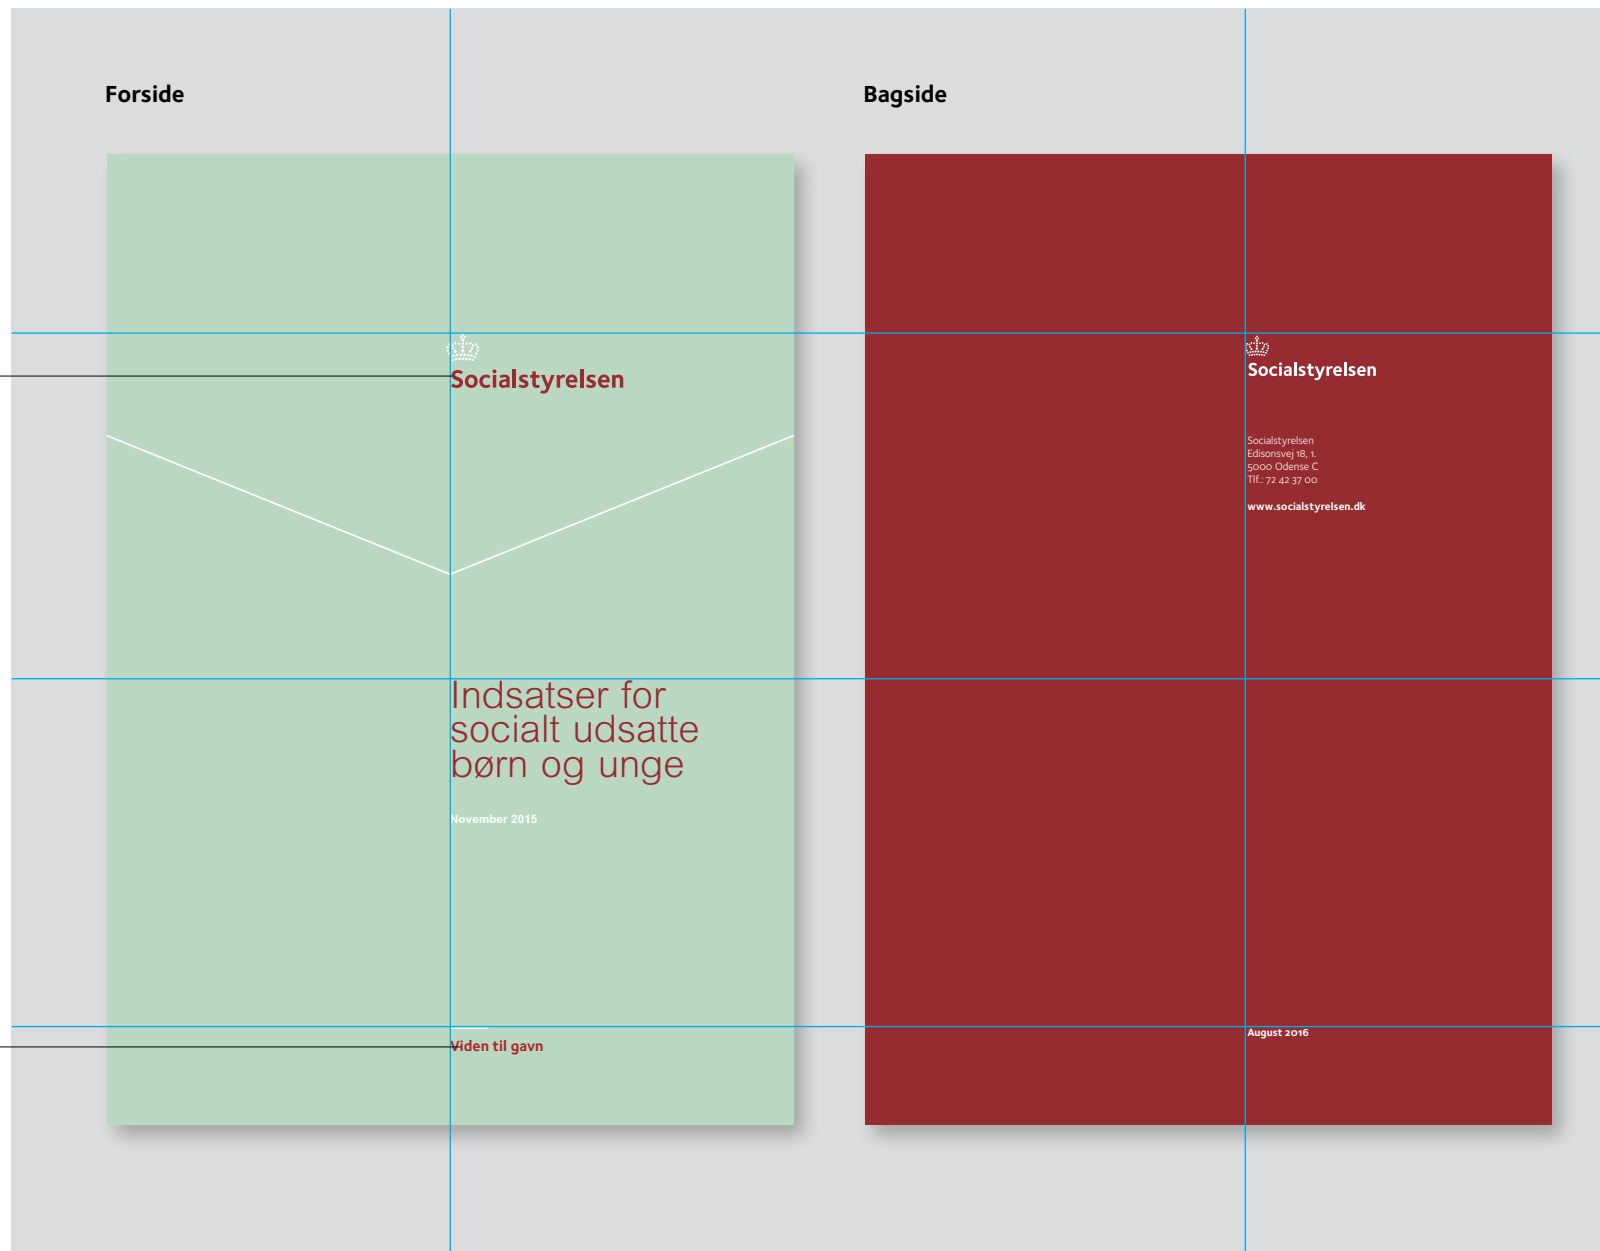 Forside
Socialstyrelsen
Indsatser for
socialt udsatte
børn og unge
November 2015
Viden til gavn
Bagside
Socialstyrelsen
Socialstyrelsen
Edisonsvej 18, 1.
5000 Odense C
Tlf.: 72 42 37 00
www.socialstyrelsen.dk
August 2016